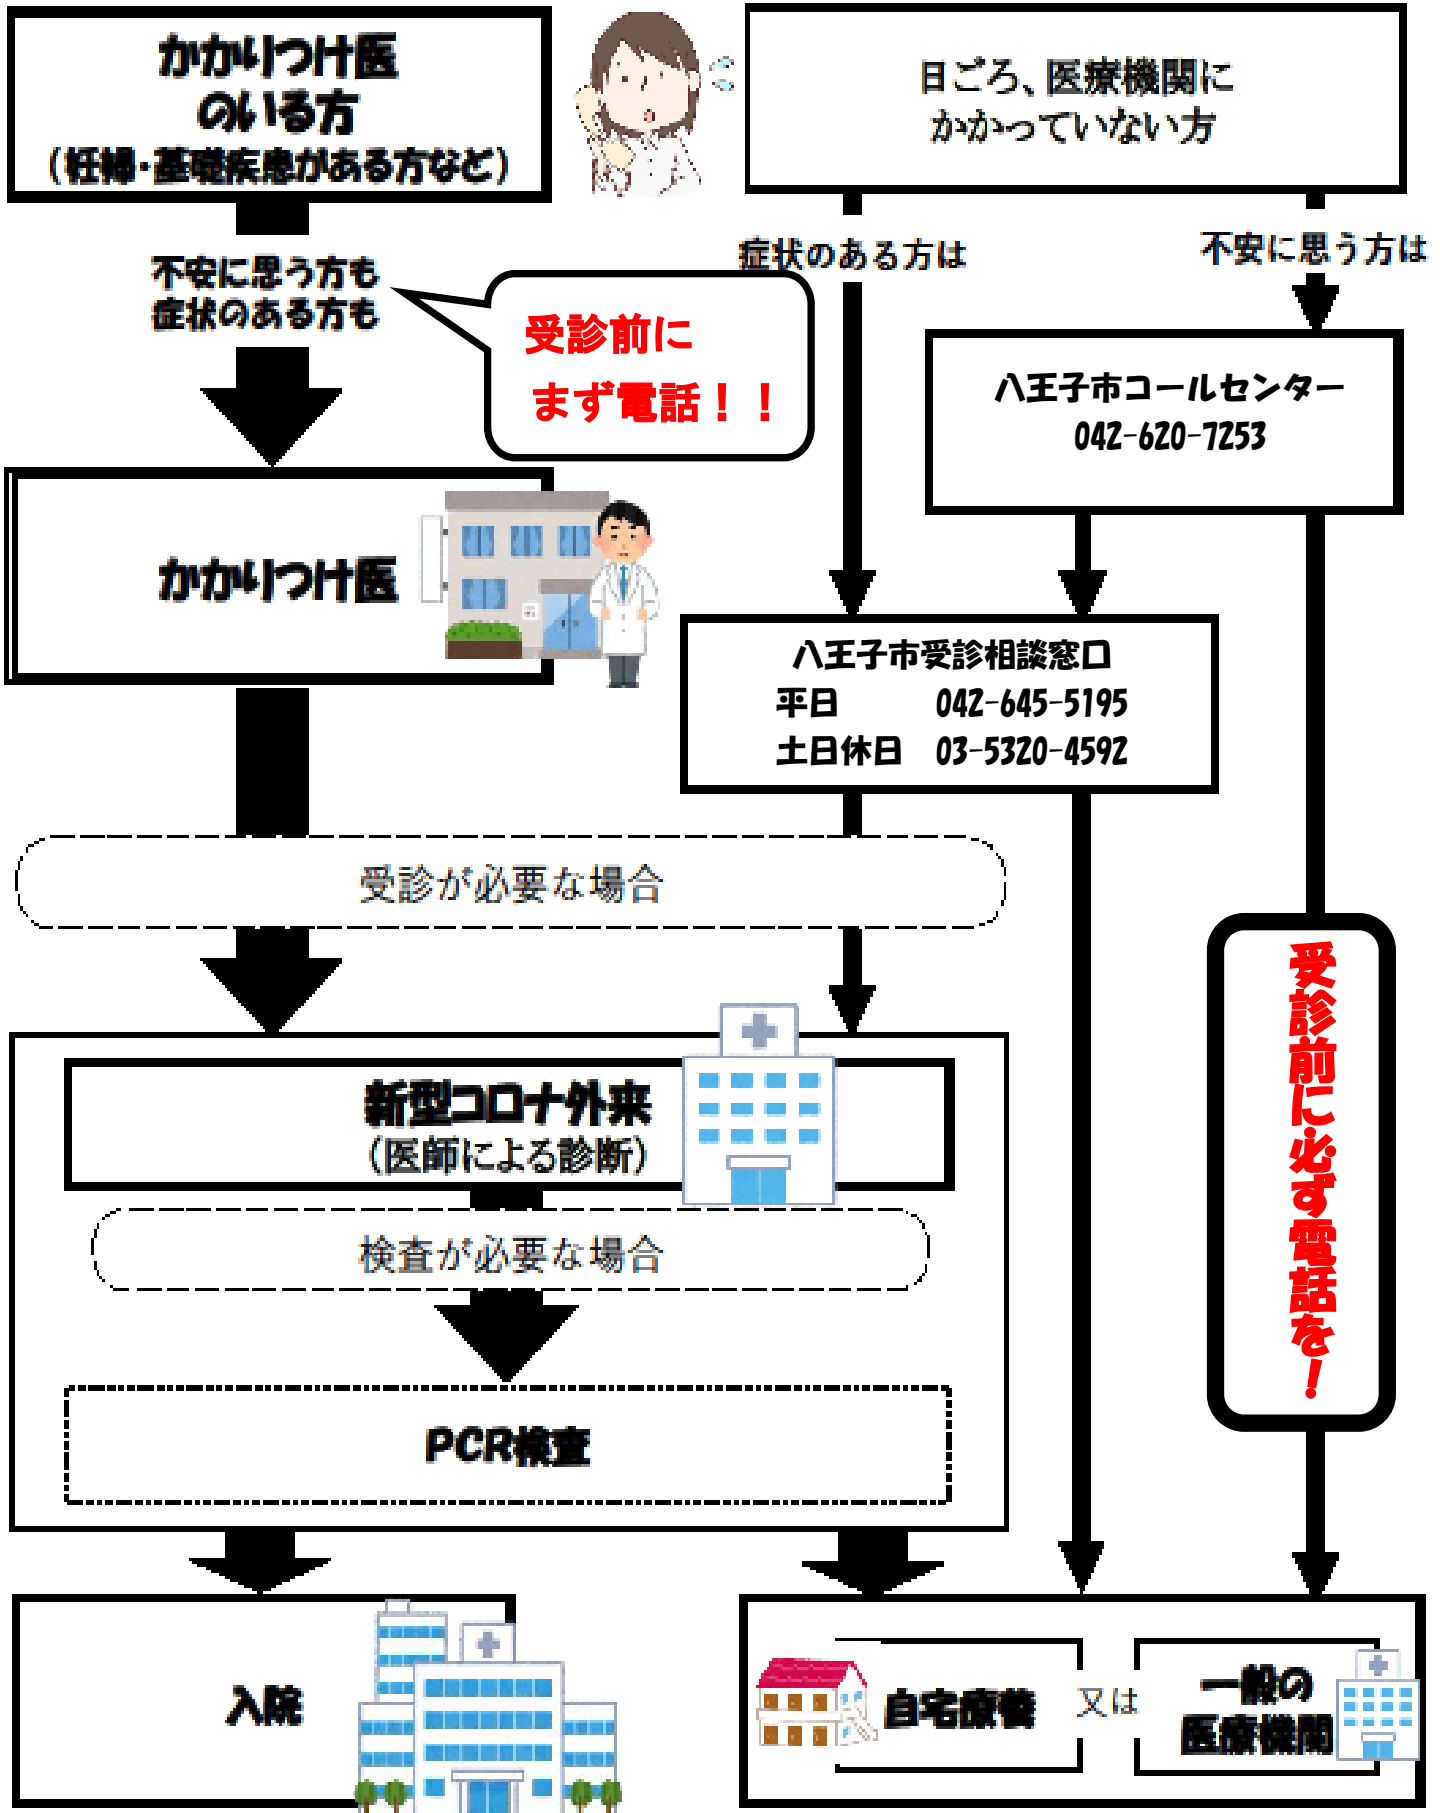 かかりつけ医
のいる方
（妊婦・基礎疾患がある方など）
日ごろ、医療機関に
かかっていない方
不安に思う方も
症状のある方も
受診前に
まず電話！！
症状のある方は
不安に思う方は
八王子市コールセンター
042-620-7253
かかりつけ医
八王子市受診相談窓口
平日 042-645-5195
土日休日 03-5320-4592
受診が必要な場合
受診前に必ず電話を！
新型コロナ外来
（医師による診断）
検査が必要な場合
PCR検査
入院
自宅療養
又は
一般の
医療機関